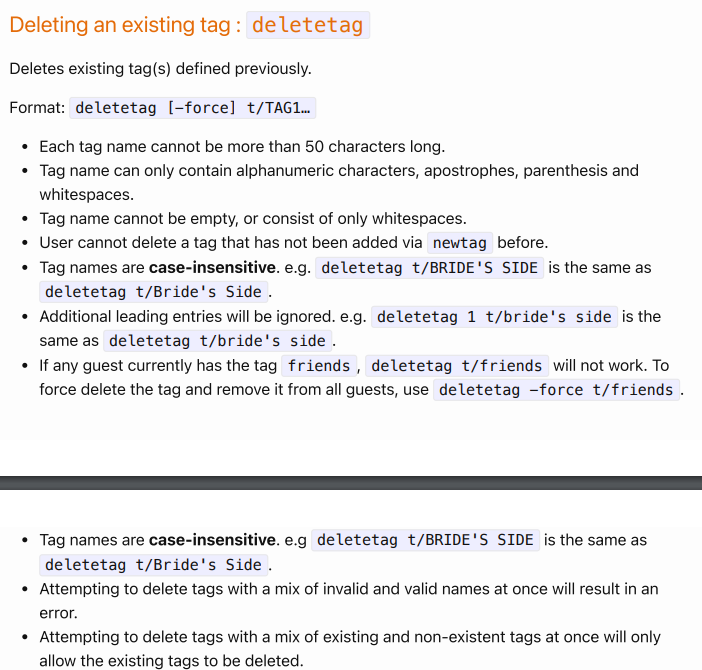 Deleting an existing tag : deletetag
Deletes existing tag(s) defined previously.
Format: deletetag [-force] t/TAG1…
• Each tag name cannot be more than 50 characters long.
• Tag name can only contain alphanumeric characters, apostrophes, parenthesis and
whitespaces.
• Tag name cannot be empty, or consist of only whitespaces.
• User cannot delete a tag that has not been added via newtag before.
• Tag names are case-insensitive. e.g. deletetag t/BRIDE'S SIDE is the same as
deletetag t/Bride's Side.
• Additional leading entries will be ignored. e.g. deletetag 1 t/bride's side is the
same as deletetag t/bride's side.
• If any guest currently has the tag friends, deletetag t/friends will not work. To
force delete the tag and remove it from all guests, use deletetag -force t/friends.
• Tag names are case-insensitive. e.g deletetag t/BRIDE'S SIDE is the same as
deletetag t/Bride's Side.
• Attempting to delete tags with a mix of invalid and valid names at once will result in an
error.
• Attempting to delete tags with a mix of existing and non-existent tags at once will only
allow the existing tags to be deleted.